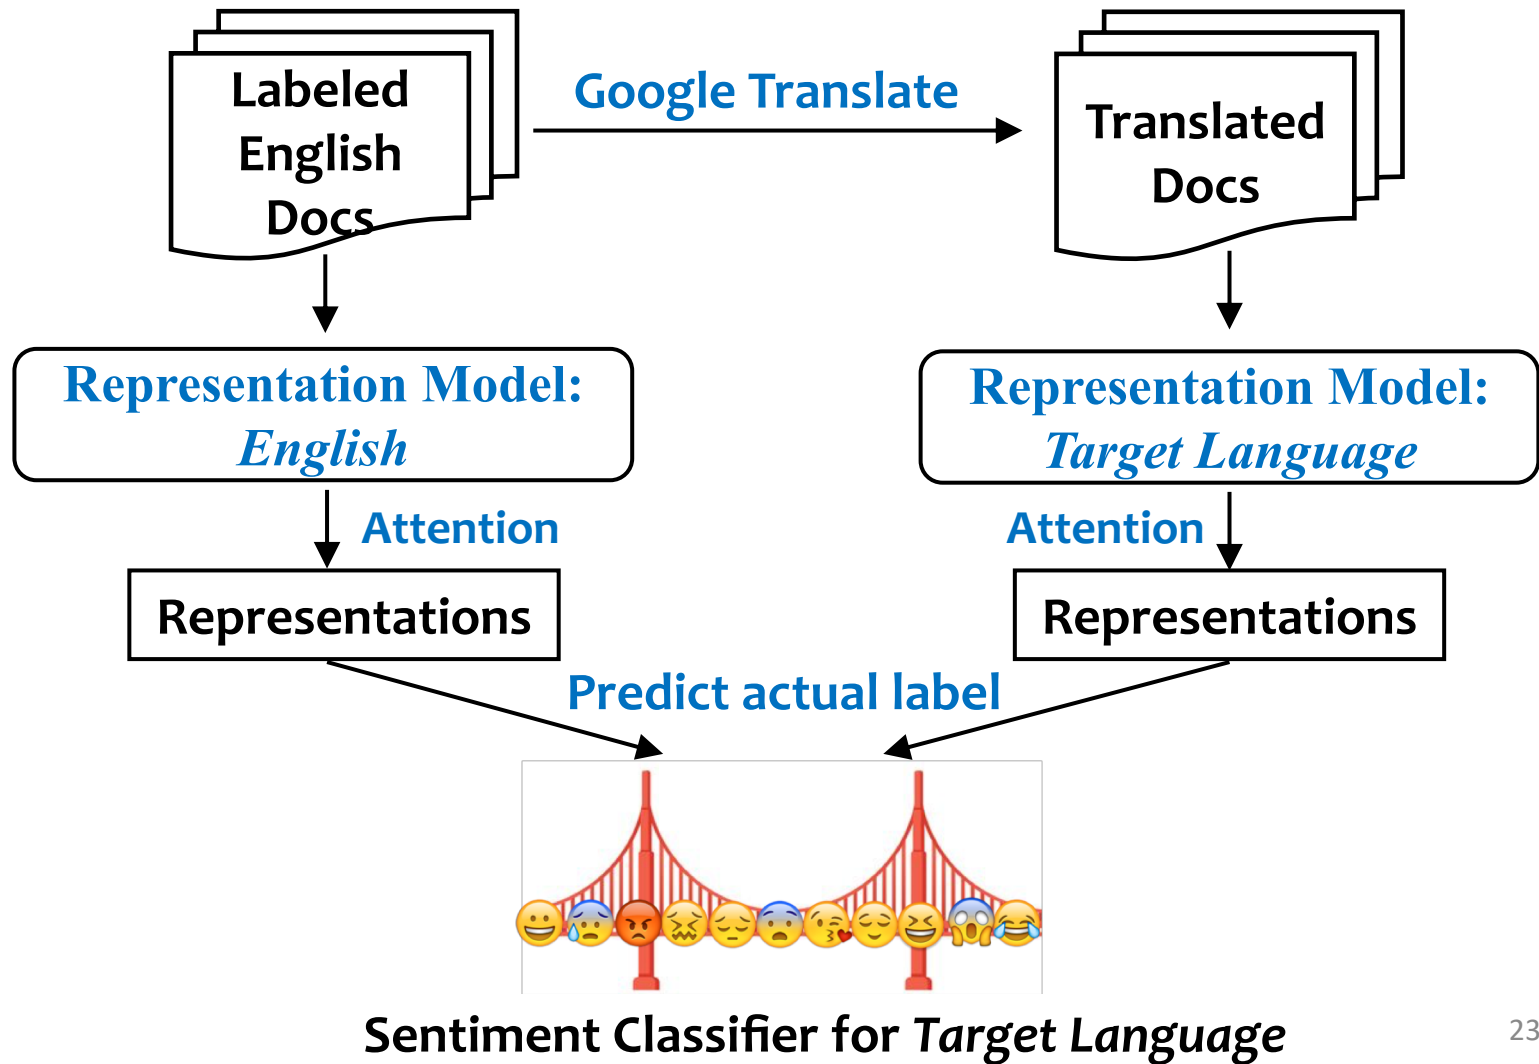 Labeled
English
Docs
Google Translate
Translated
Docs
Representation Model:
English
Representation Model:
Target Language
Attention
Attention
Representations
Representations
Predict actual label
Sentiment Classifier for Target Language
23